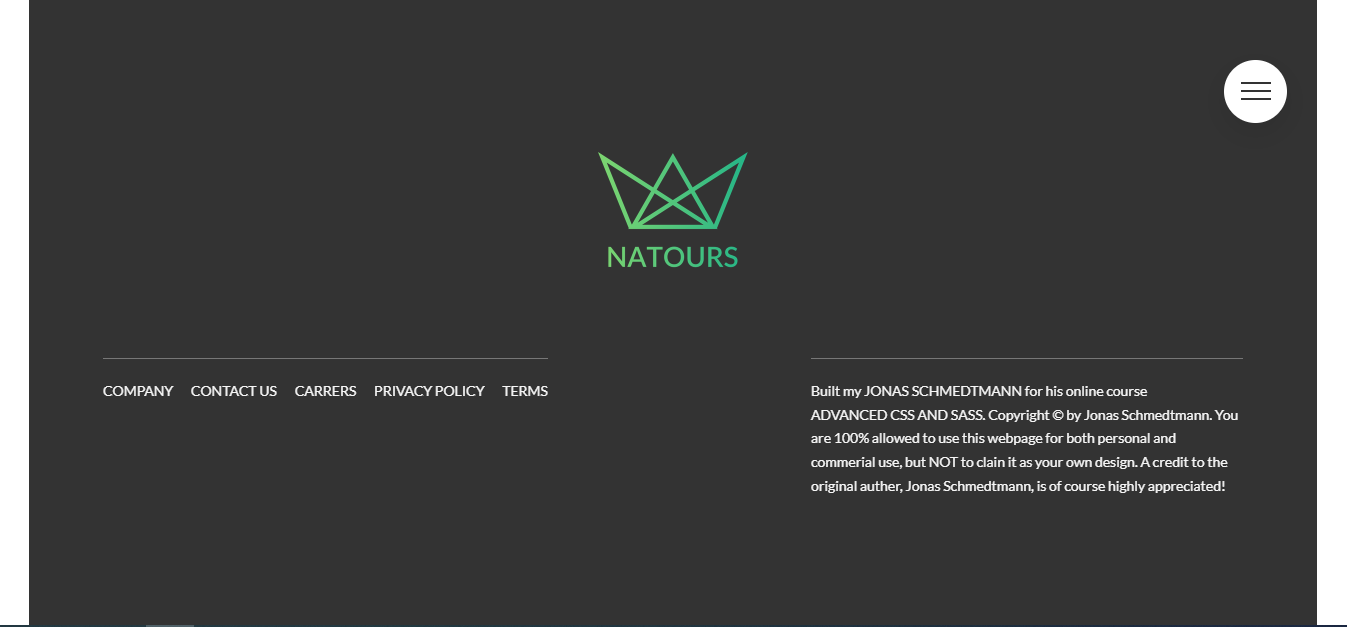 NATOURS
COMPANY CONTACT US CARRERS PRIVACY POLICY TERMS
Built my JONAS SCHMEDTMANN for his online course
ADVANCED CSS AND SASS. Copyright © by Jonas Schmedtmann. You
are 100% allowed to use this webpage for both personal and
commerial use, but NOT to clain it as your own design. A credit to the
original auther, Jonas Schmedtmann, is of course highly appreciated!